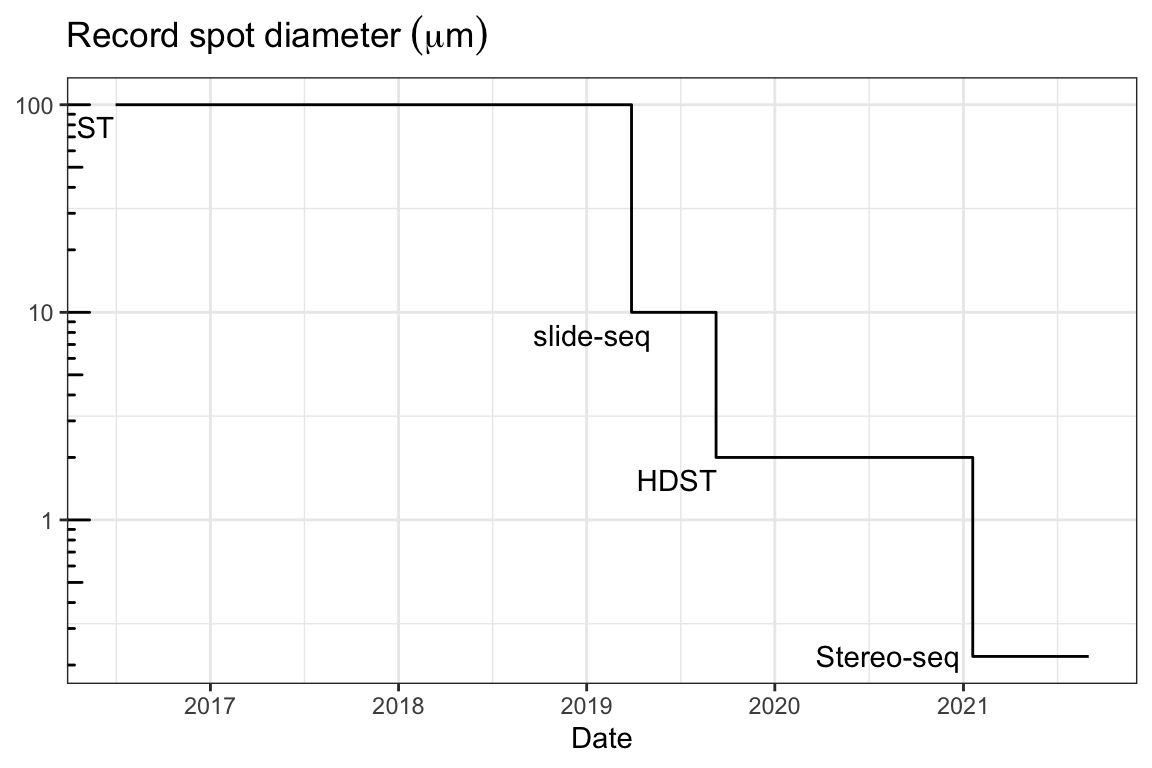 Record spot diameter (μm)
100
ST
10
slide-seq
HDST
1
Stereo-seq
2017 2018 2019 2020 2021
Date